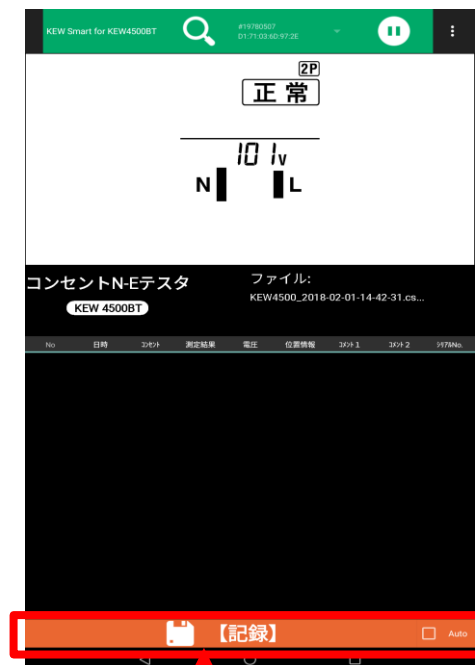 KEW Smart for KEW4500BT
#19780507
D1:71:03:6D:97:2E
2P
正常
101v
N L
コンセントN-Eテスタ
KEW 4500BT
ファイル:
KEW4500_2018-02-01-14-42-31.cs...
No 日時 ｺﾝｾﾝﾄ 測定結果 電圧 位置情報 ｺﾒﾝﾄ1 ｺﾒﾝﾄ2 ｼﾘｱﾙNo.
【記録】 Auto